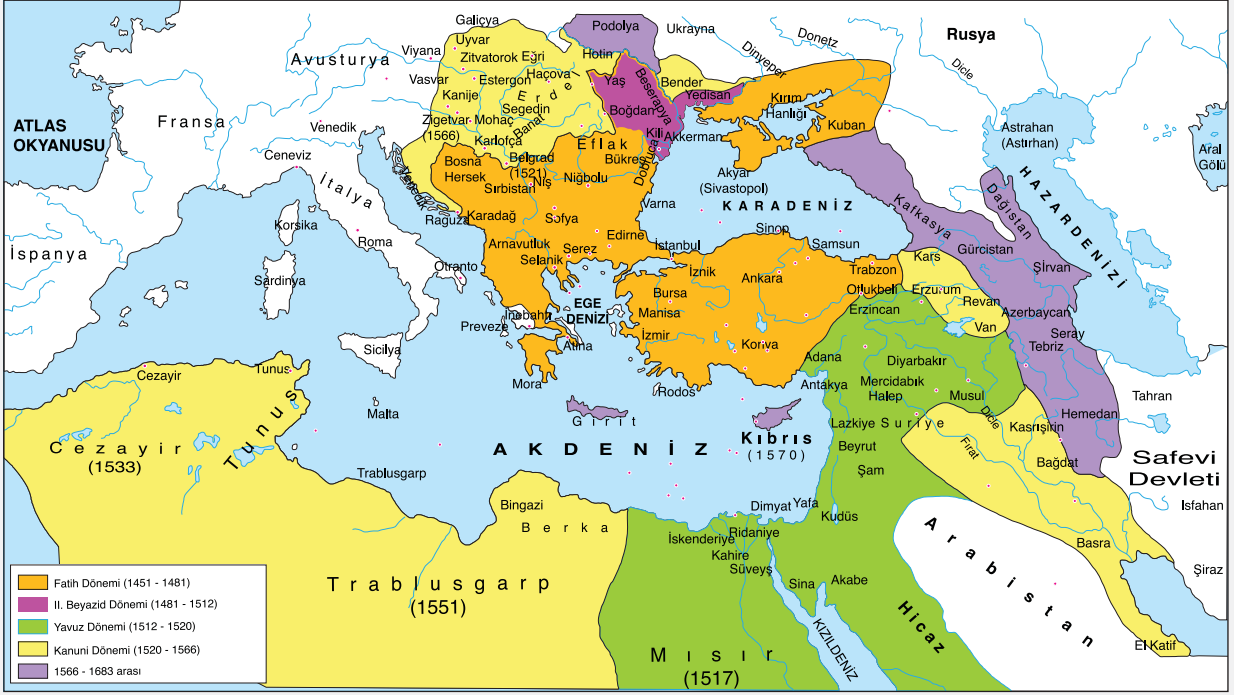 Galiçya
Podolya
Ukrayna
Donetz
Rusya
Uyvar
Viyana
Avusturya
Zitvatorok
Eğri
Hotin
Dinyeper
Dicle
Vasvar
Estergon
Haçova
Yaş
Beserapya
Bender
Yedisan
Kanije
Erdel
Segedin
Boğdan
Kırım
Hanlığı
Kuban
ATLAS
OKYANUSU
Fransa
Venedik
Zigetvar
(1566)
Mohaç
Banat
Karlofça
Kili
Akkerman
Astrahan
(Astırhan)
Aral
Gölü
Ceneviz
Bosna
Hersek
Belgrad
(1521)
Eflak
Bükreş
Dobruca
Akyar
(Sivastopol)
HAZARDENİZİ
Dağıstan
İtalya
Venedik
Sırbistan
Niş
Niğbolu
Varna
KARADENİZ
Kafkasya
Korsika
Raguza
Karadağ
Sofya
Sinop
Samsun
Gürcistan
Roma
Arnavutluk
Serez
Edirne
İstanbul
Kars
Şirvan
İspanya
Otranto
Selanik
İznik
Ankara
Trabzon
Sardinya
Bursa
Otlukbeli
Erzurum
EGE
DENİZİ
Manisa
Erzincan
Revan
Azerbaycan
Preveze
İnebahtı
Van
Seray
Tebriz
İzmir
Konya
Sicilya
Atina
Adana
Diyarbakır
Cezayir
Tunus
Mora
Rodos
Antakya
Mercidabık
Halep
Musul
Tahran
Malta
Girit
Hemedan
Tunus
Lazkiye
Suriye
Dicle
Kasrışirin
Cezayir
(1533)
AKDENİZ
Kıbrıs
(1570)
Beyrut
Fırat
Bağdat
Safevi
Devleti
Trablusgarp
Şam
Bingazi
Berka
Dimyat
Yafa
Kudüs
İsfahan
Arabistan
İskenderiye
Ridaniye
Kahire
Süveyş
Basra
Şiraz
Trablusgarp
(1551)
Sina
Akabe
Hicaz
KIZILDENİZ
El Katif
Mısır
(1517)
Fatih Dönemi (1451 - 1481)
II. Beyazid Dönemi (1481 - 1512)
Yavuz Dönemi (1512 - 1520)
Kanuni Dönemi (1520 - 1566)
1566 - 1683 arası